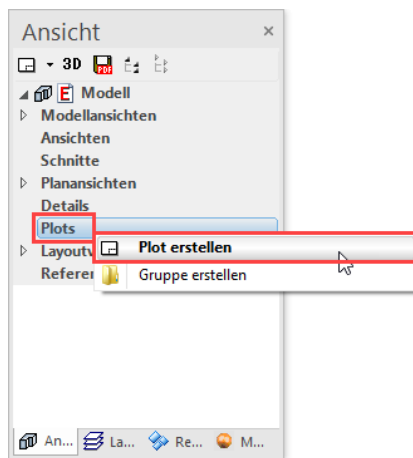 Ansicht
3D PDF
E Modell
Modellansichten
Ansichten
Schnitte
Planansichten
Details
Plots
Plot erstellen
Gruppe erstellen
An... La... Re... M...